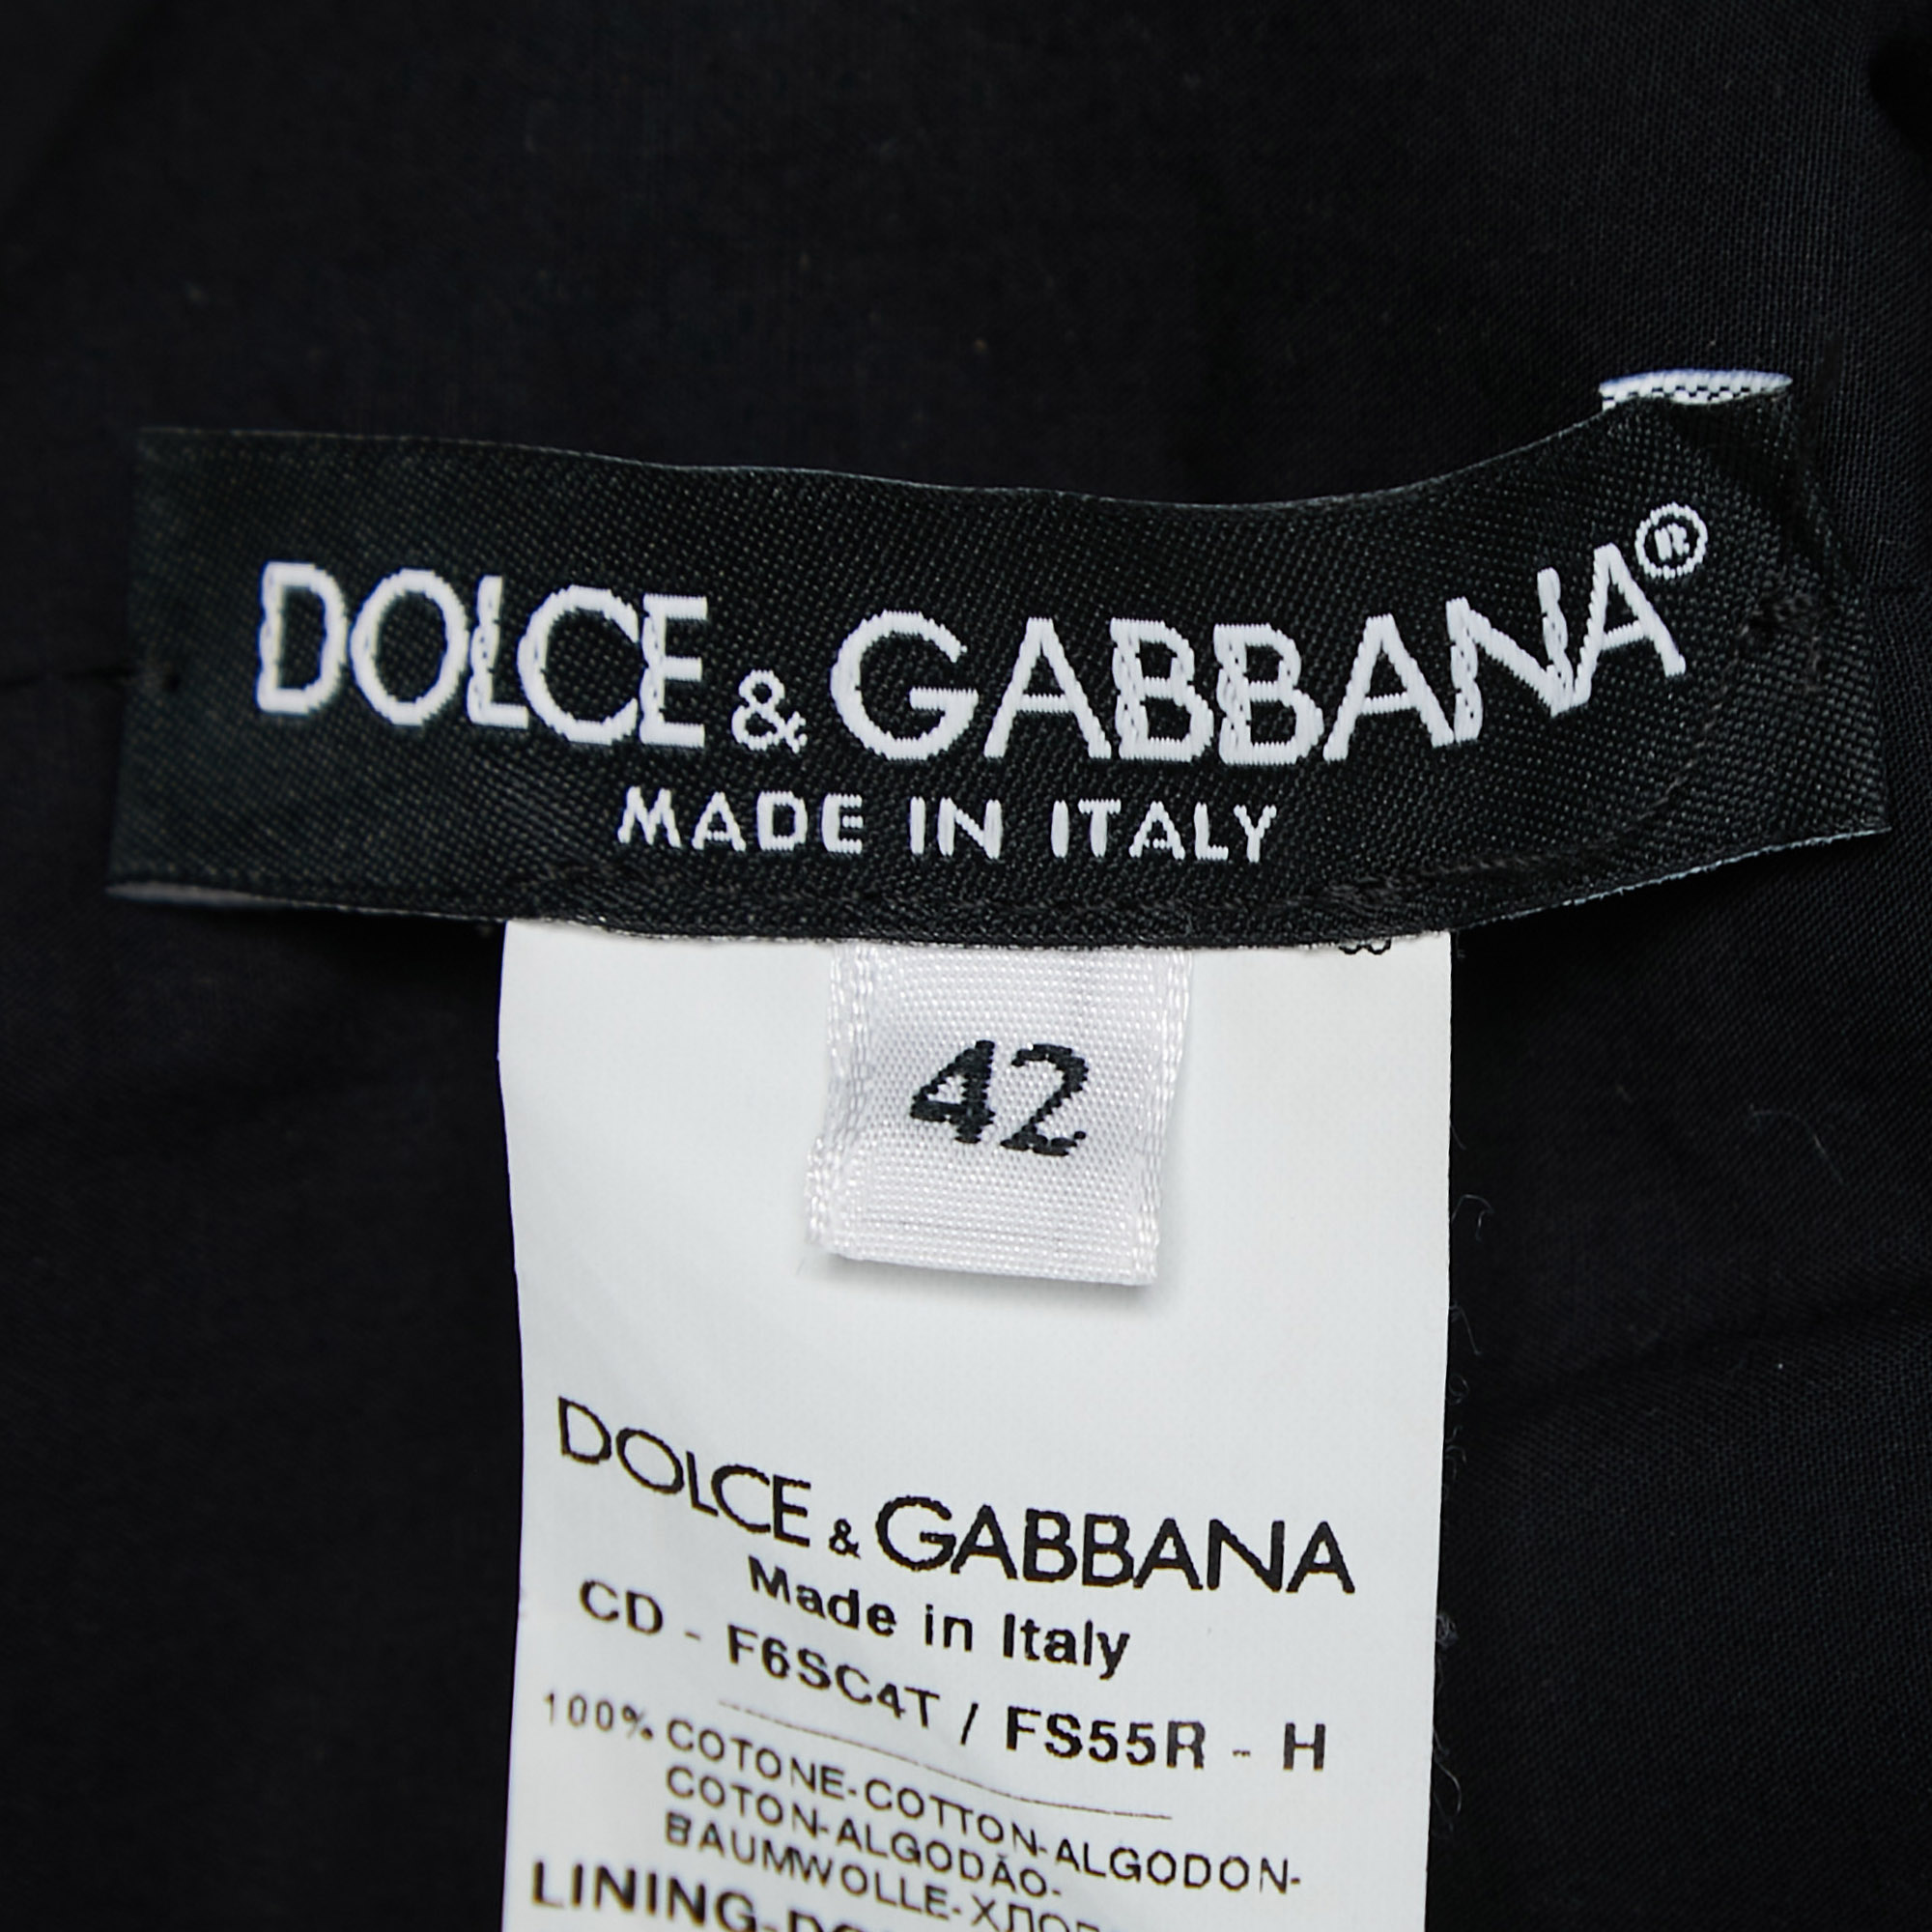 DOLCE & GABBANA®
MADE IN ITALY
42
DOLCE & GABBANA
Made in Italy
CD - F6SC4T / FS55R - H
100% COTONE-COTTON-ALGODON-
COTON-ALGODÃO-
BAUMWOLLE-
LINING-